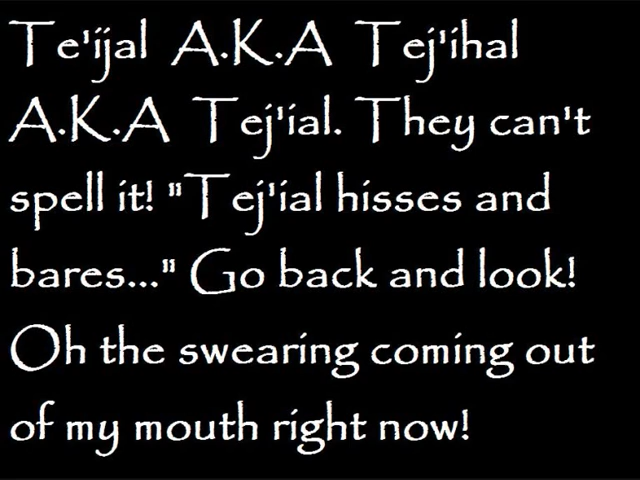 Te'ijal A.K.A Tej'ihal
A.K.A Tej'ial. They can't
spell it! "Tej'ial hisses and
bares..." Go back and look!
Oh the swearing coming out
of my mouth right now!